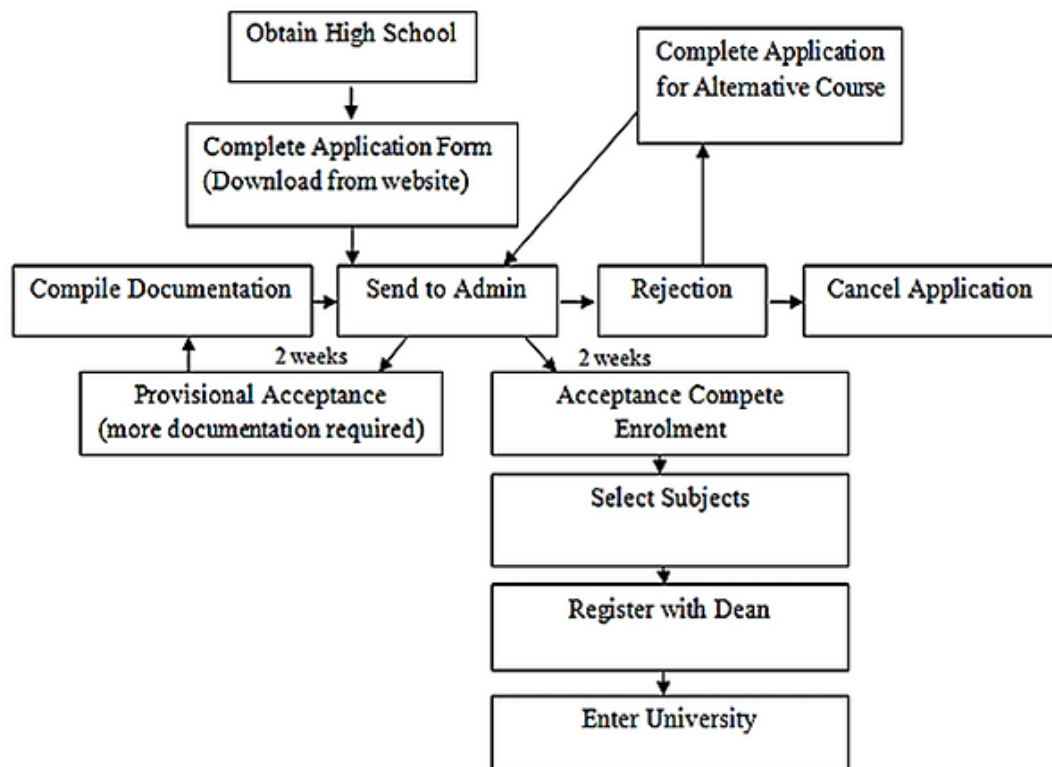 Obtain High School
Complete Application
for Alternative Course
Complete Application Form
(Download from website)
Compile Documentation
Send to Admin
Rejection
Cancel Application
2 weeks
2 weeks
Provisional Acceptance
(more documentation required)
Acceptance Compete
Enrolment
Select Subjects
Register with Dean
Enter University